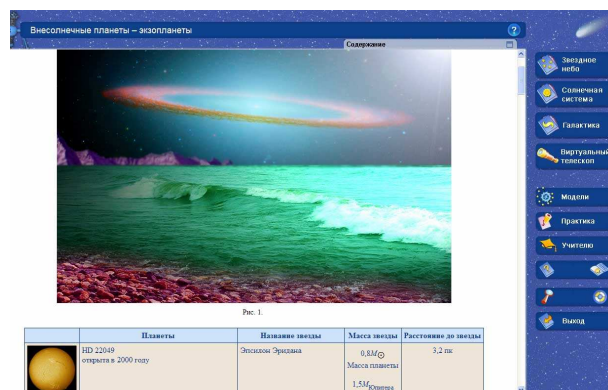 Внесолнечные планеты – экзопланеты
?
Содержание
Звездное
небо
Солнечная
система
Галактика
Виртуальный
телескоп
Модели
Практика
Учителю
Выход
Рис. 1.
Планеты Название звезды Масса звезды Расстояние до звезды
HD 22049 Эпсилон Эридана 0,8M☉ 3,2 пк
открыта в 2000 году
Масса планеты
1,5MЮпитера